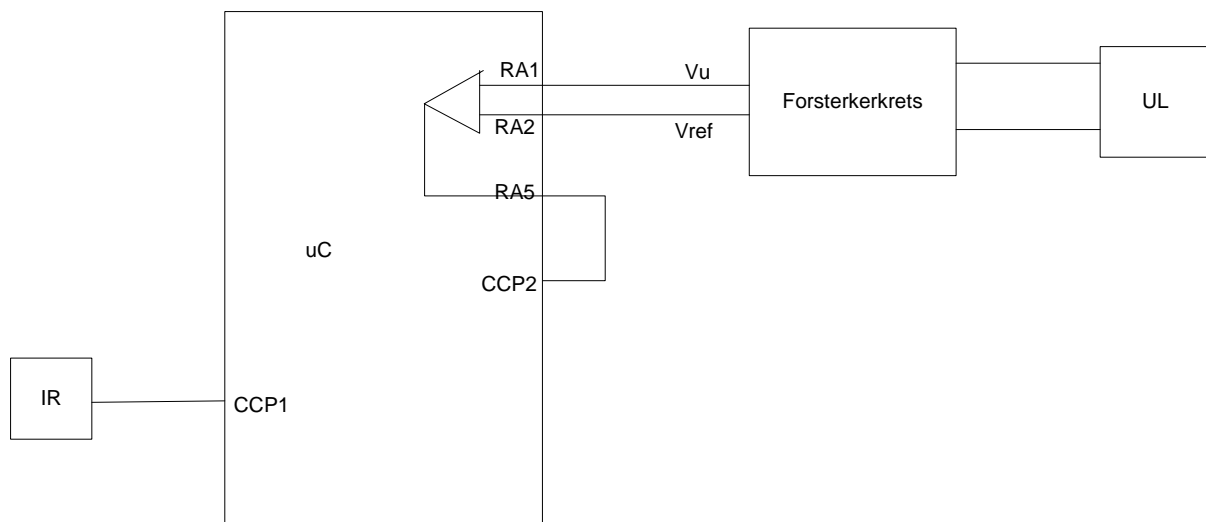 RA1
Vu
Forsterkerkrets
UL
RA2
Vref
RA5
uC
CCP2
IR
CCP1